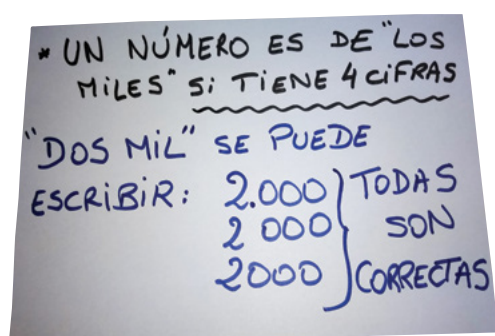 * UN NÚMERO ES DE "LOS
MILES" SI TIENE 4 CIFRAS
"DOS MIL" SE PUEDE
ESCRIBIR: 2.000 TODAS
2 000 SON
2000 CORRECTAS